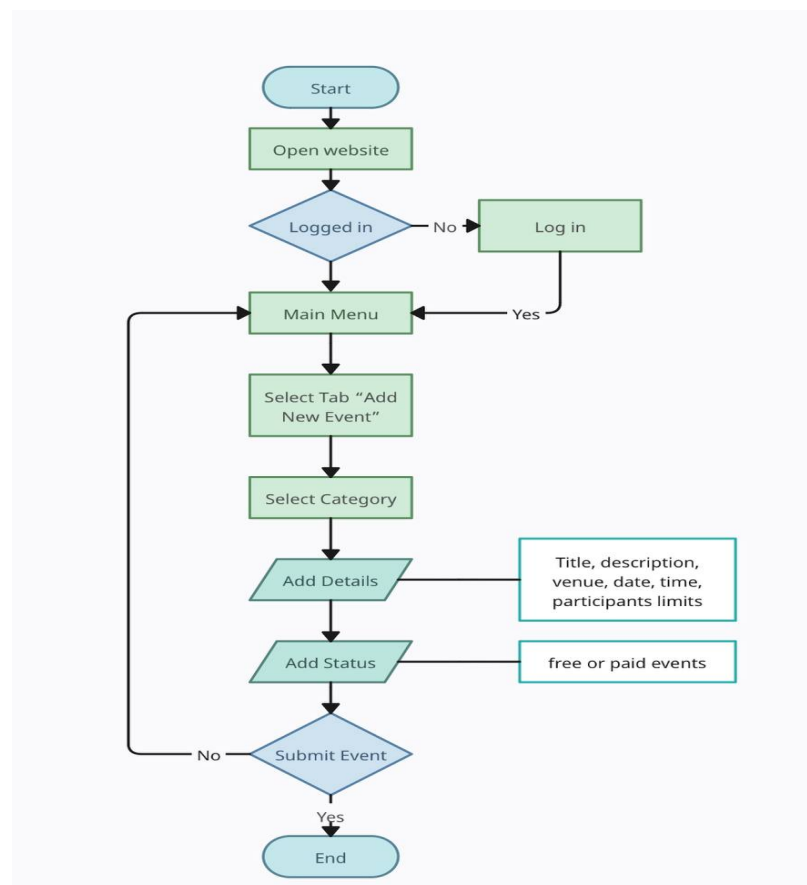 Start
Open website
Logged in
No
Log in
Main Menu
Yes
Select Tab “Add
New Event”
Select Category
Add Details
Title, description,
venue, date, time,
participants limits
Add Status
free or paid events
Submit Event
No
Yes
End